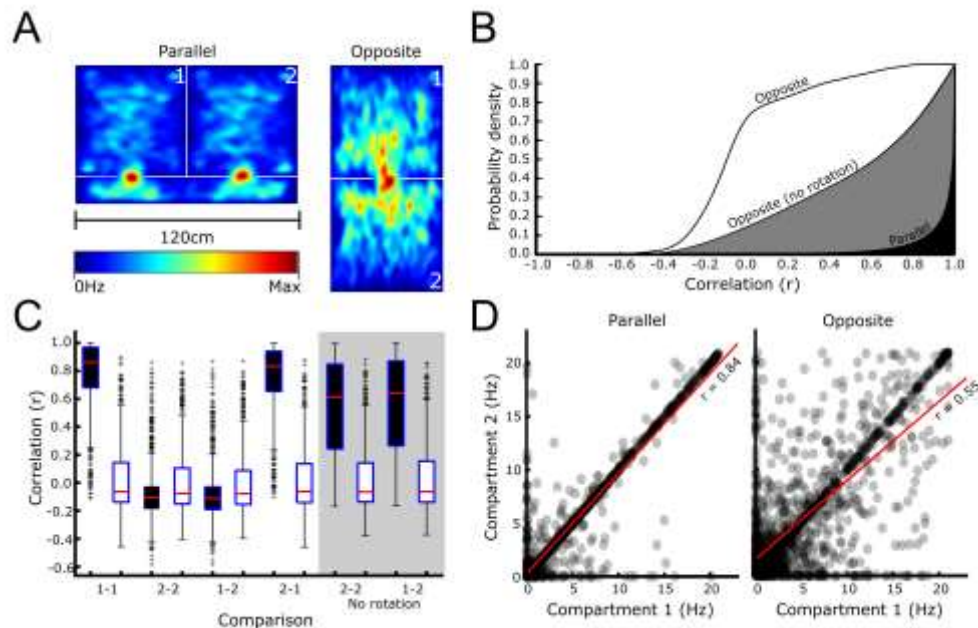 A
Parallel
Opposite
1
2
1
2
120cm
0Hz
Max
B
Probability density
1.0
0.9
0.8
0.7
0.6
0.5
0.4
0.3
0.2
0.1
0.0
Opposite
Opposite (no rotation)
Parallel
-1.0 -0.8 -0.6 -0.4 -0.2 0.0 0.2 0.4 0.6 0.8 1.0
Correlation (r)
C
Correlation (r)
1.0
0.8
0.6
0.4
0.2
0.0
-0.2
-0.4
-0.6
1-1 2-2 1-2 2-1 2-2 1-2
No rotation
Comparison
D
Parallel
Opposite
Compartment 2 (Hz)
20
15
10
5
0
r = 0.84
r = 0.55
0 5 10 15 20
0 5 10 15 20
Compartment 1 (Hz)
Compartment 1 (Hz)